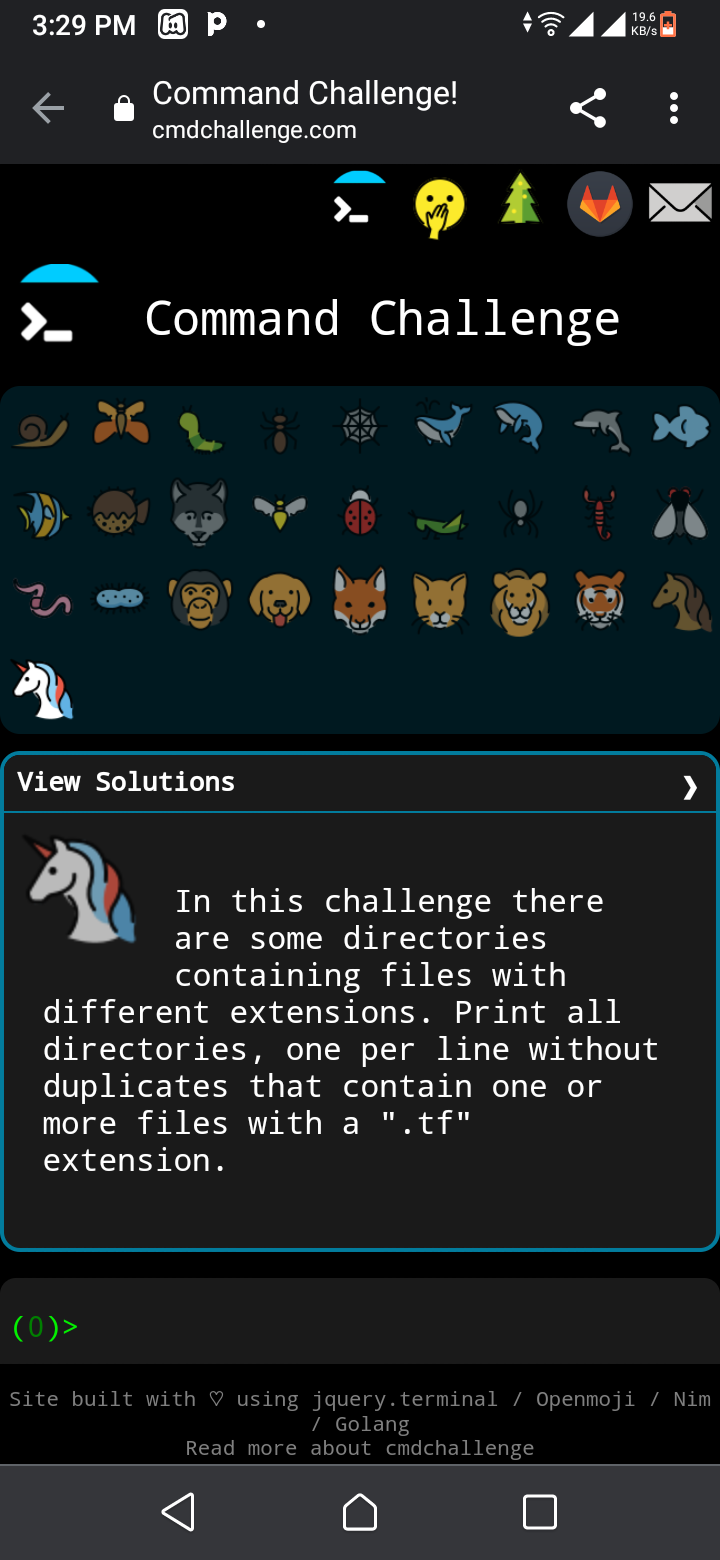 3:29 PM
19.6
KB/s
Command Challenge!
cmdchallenge.com
Command Challenge
View Solutions
In this challenge there
are some directories
containing files with
different extensions. Print all
directories, one per line without
duplicates that contain one or
more files with a ".tf"
extension.
(0)>
Site built with ♡ using jquery.terminal / Openmoji / Nim
/ Golang
Read more about cmdchallenge